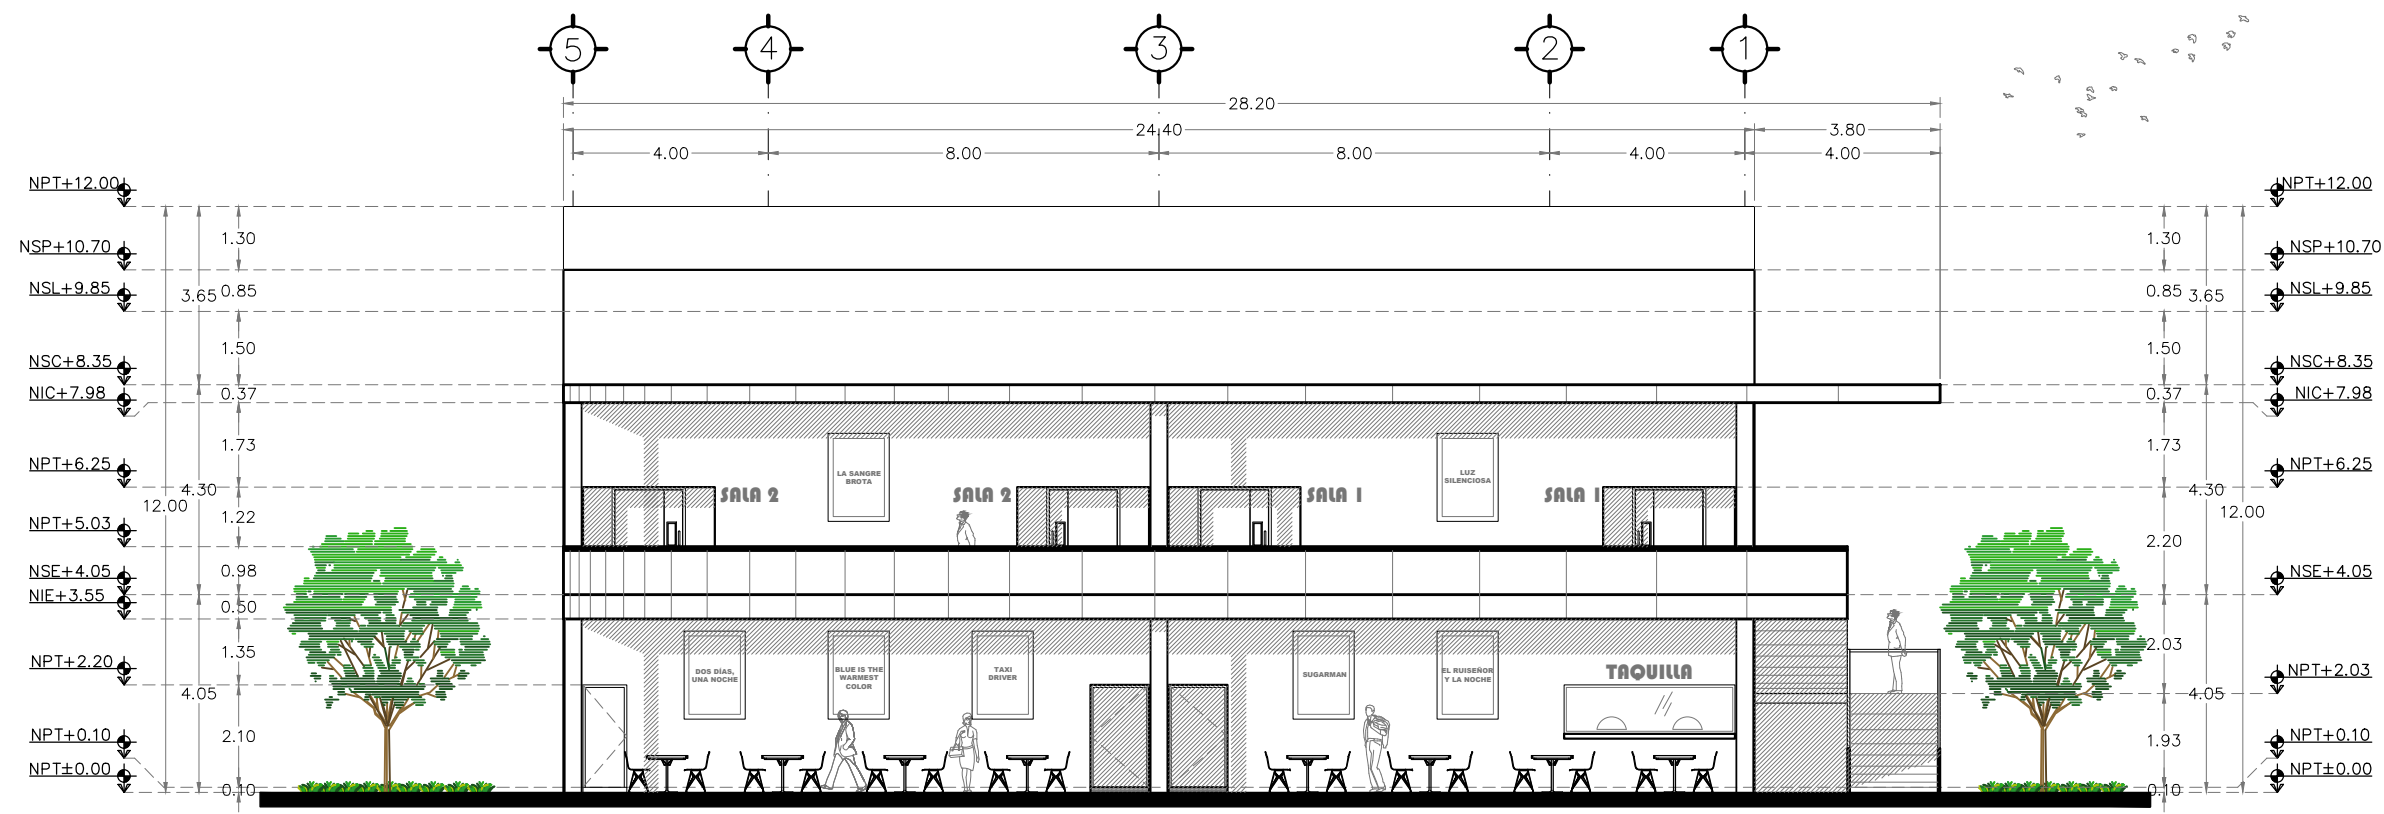 5 4 3 2 1
28.20
24.40 3.80
4.00 8.00 8.00 4.00 4.00
NPT+12.00
NSP+10.70
NSL+9.85
NSC+8.35
NIC+7.98
NPT+6.25
NPT+5.03
NSE+4.05
NIE+3.55
NPT+2.20
NPT+0.10
NPT±0.00
12.00
3.65
4.30
4.05
1.30
0.85
1.50
0.37
1.73
1.22
0.98
0.50
1.35
2.10
0.10
LA SANGRE
BROTA
LUZ
SILENCIOSA
SALA 2
SALA 2
SALA 1
SALA 1
DOS DÍAS,
UNA NOCHE
BLUE IS THE
WARMEST
COLOR
TAXI
DRIVER
SUGARMAN
EL RUISEÑOR
Y LA NOCHE
TAQUILLA
1.30
0.85
1.50
0.37
1.73
2.20
2.03
1.93
0.10
3.65
4.30
4.05
12.00
NPT+12.00
NSP+10.70
NSL+9.85
NSC+8.35
NIC+7.98
NPT+6.25
NSE+4.05
NPT+2.03
NPT+0.10
NPT±0.00